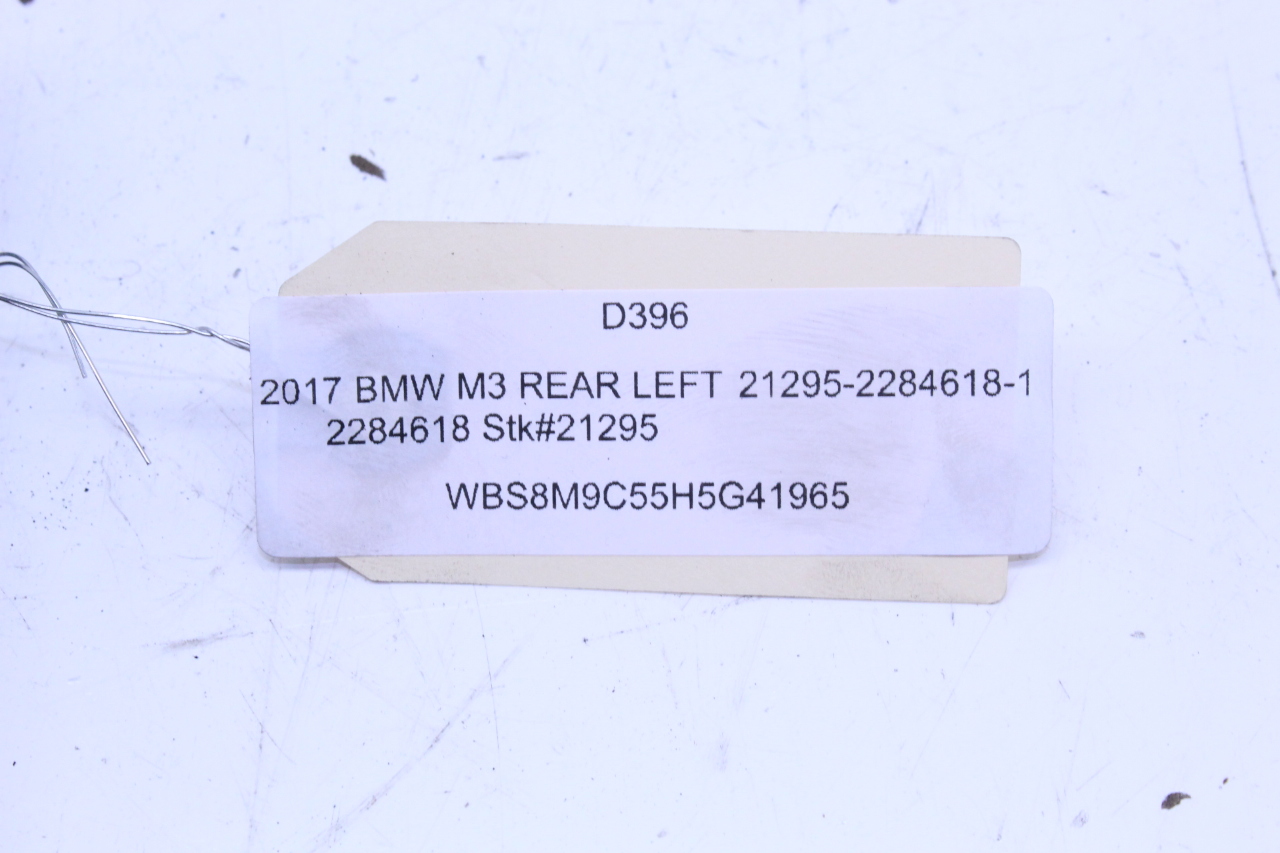 D396
2017 BMW M3 REAR LEFT 21295-2284618-1
2284618 Stk#21295
WBS8M9C55H5G41965